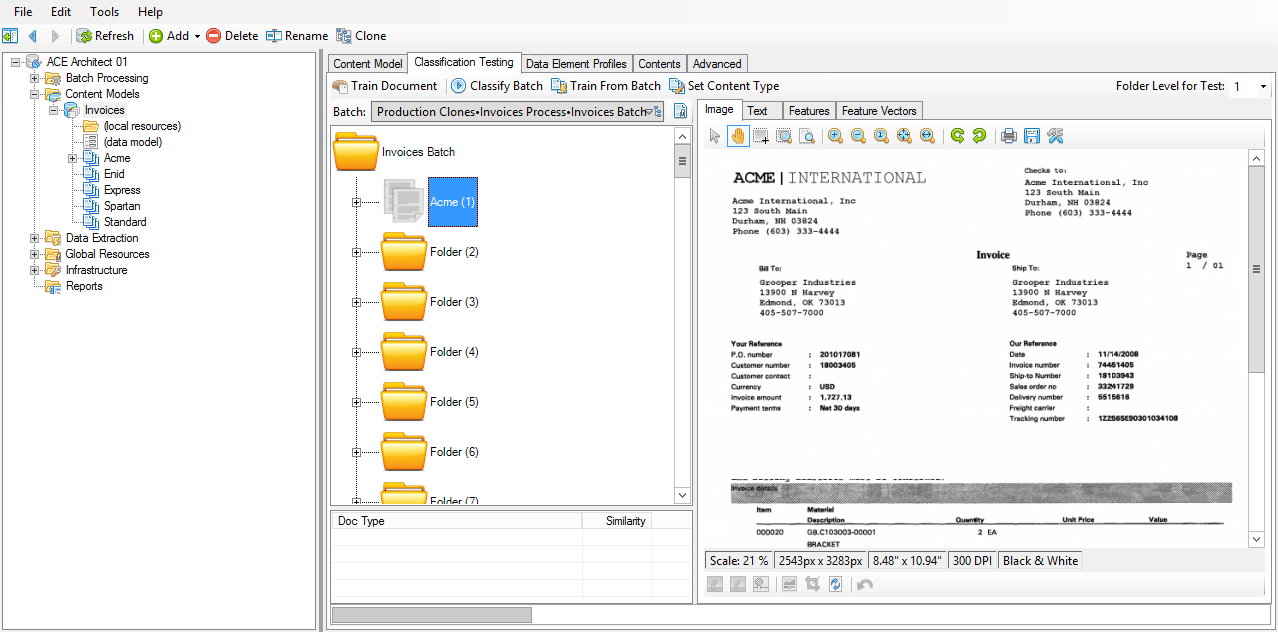 File Edit Tools Help
Refresh Add Delete Rename Clone
ACE Architect 01
Batch Processing
Content Models
Invoices
(local resources)
(data model)
Acme
Enid
Express
Spartan
Standard
Data Extraction
Global Resources
Infrastructure
Reports
Content Model Classification Testing Data Element Profiles Contents Advanced
Train Document Classify Batch Train From Batch Set Content Type Folder Level for Test: 1
Batch: Production Clones•Invoices Process•Invoices Batch
Invoices Batch
Acme (1)
Folder (2)
Folder (3)
Folder (4)
Folder (5)
Folder (6)
Folder (7)
Doc Type Similarity
Image Text Features Feature Vectors
ACME | INTERNATIONAL
Acme International, Inc
123 South Main
Durham, NH 03824
Phone (603) 333-4444
Checks to:
Acme International, Inc
123 South Main
Durham, NH 03824
Phone (603) 333-4444
Invoice
Page
1 / 01
Bill To:
Grooper Industries
13900 N Harvey
Edmond, OK 73013
405-507-7000
Ship To:
Grooper Industries
13900 N Harvey
Edmond, OK 73013
405-507-7000
Your Reference
P.O. number : 201017081
Customer number : 18003405
Customer contact :
Currency : USD
Invoice amount : 1,727.13
Payment terms : Net 30 days
Our Reference
Date : 11/14/2008
Invoice number : 74451405
Ship-to Number : 18103943
Sales order no : 33241729
Delivery number : 5515616
Freight carrier :
Tracking number : 1Z2565E90301034108
Invoice details
Item Material
Description Quantity Unit Price Value
000020 GB.C103003-00001 2 EA
BRACKET
Scale: 21 % 2543px x 3283px 8.48" x 10.94" 300 DPI Black & White